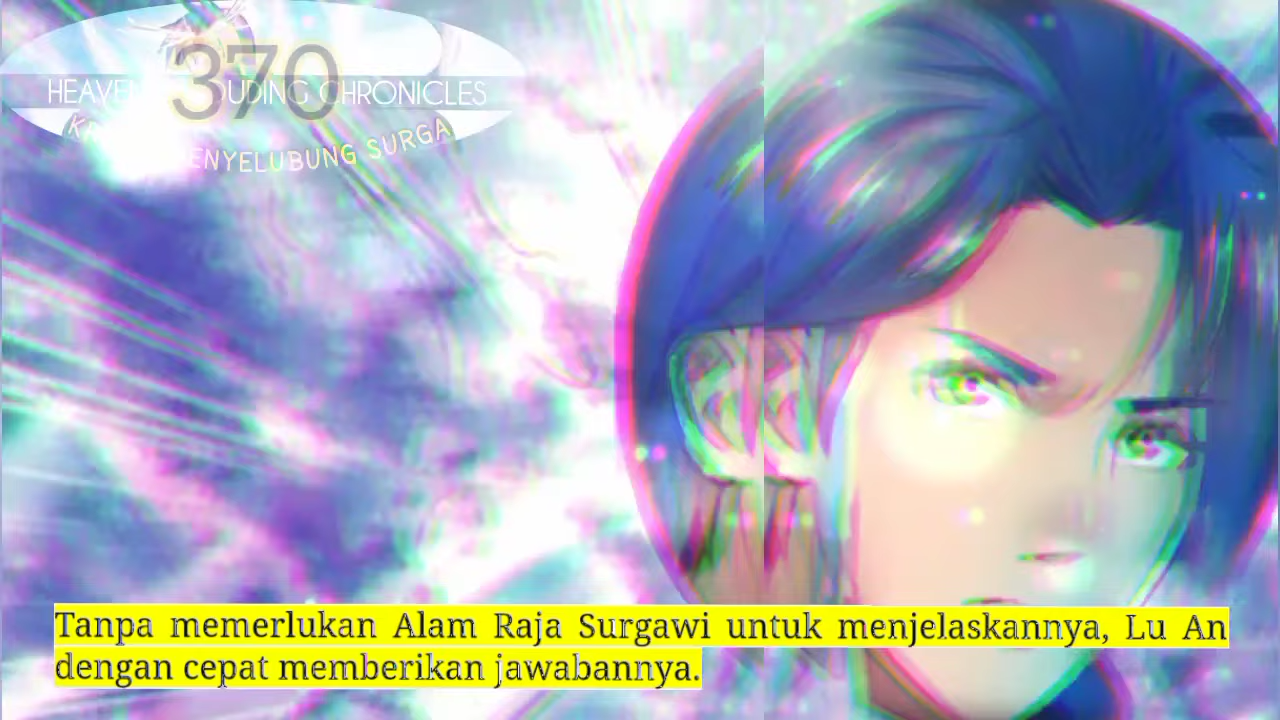 370
HEAVEN UDING CHRONICLES
ENYELUBUNG SURGA
Tanpa memerlukan Alam Raja Surgawi untuk menjelaskannya, Lu An
dengan cepat memberikan jawabannya.